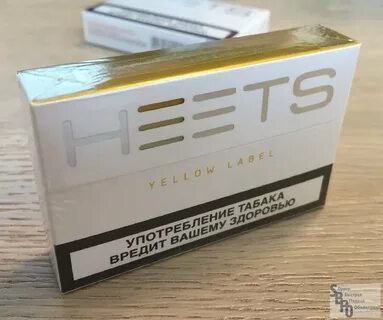 HEETS
YELLOW LABEL
УПОТРЕБЛЕНИЕ ТАБАКА
ВРЕДИТ ВАШЕМУ ЗДОРОВЬЮ